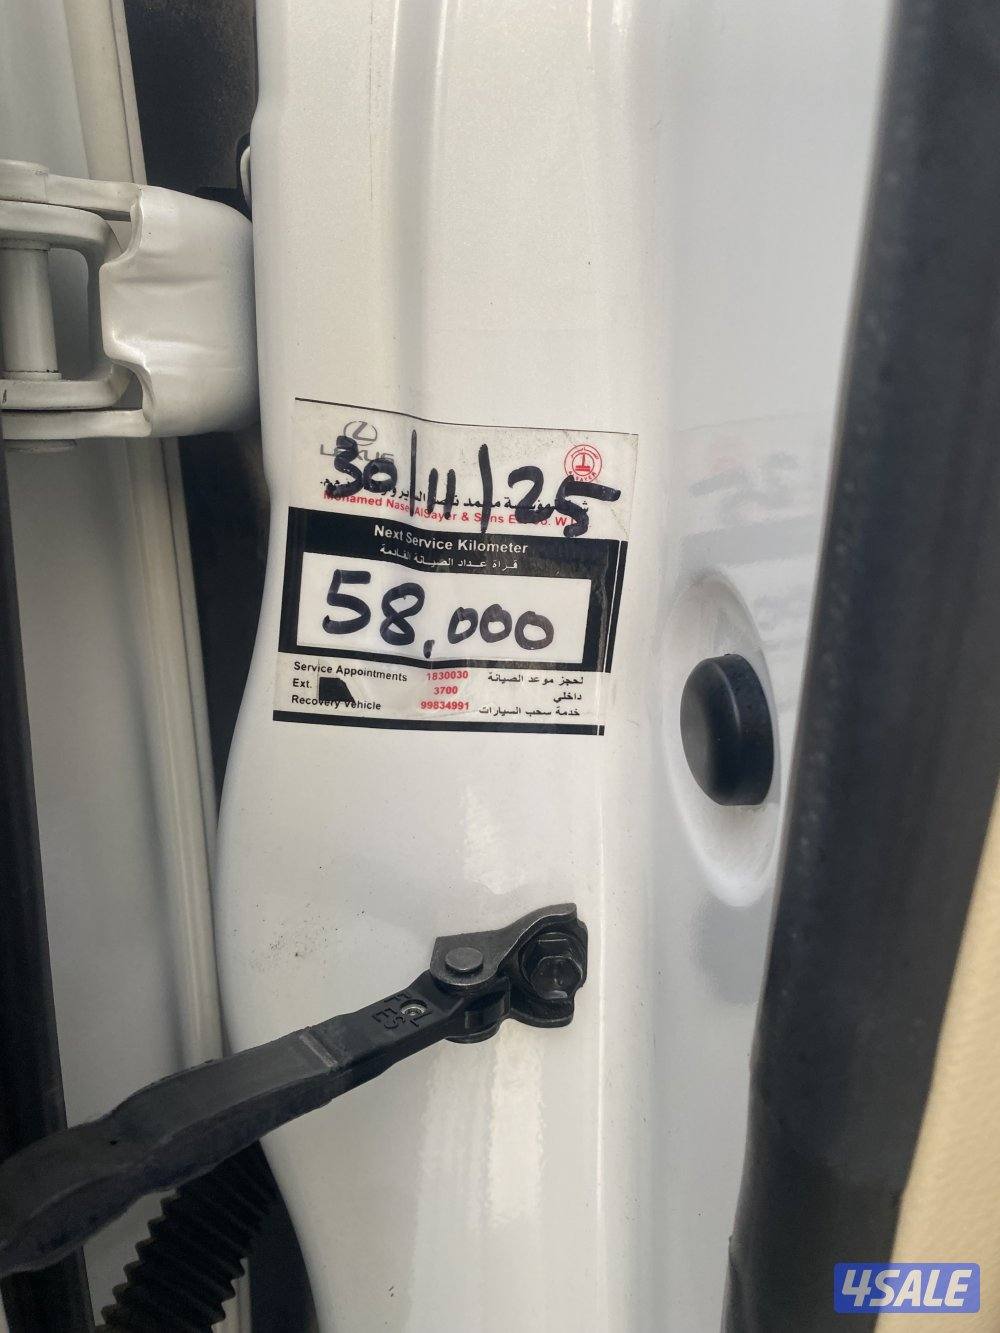 LEXUS
30/11/25
Mohamed Naser AlSayer & Sons
Next Service Kilometer
قراءة عداد الصيانة القادمة
58,000
Service Appointments 1830030 لحجز موعد الصيانة
Ext. 3700 داخلي
Recovery Vehicle 99834991 خدمة سحب السيارات
4SALE